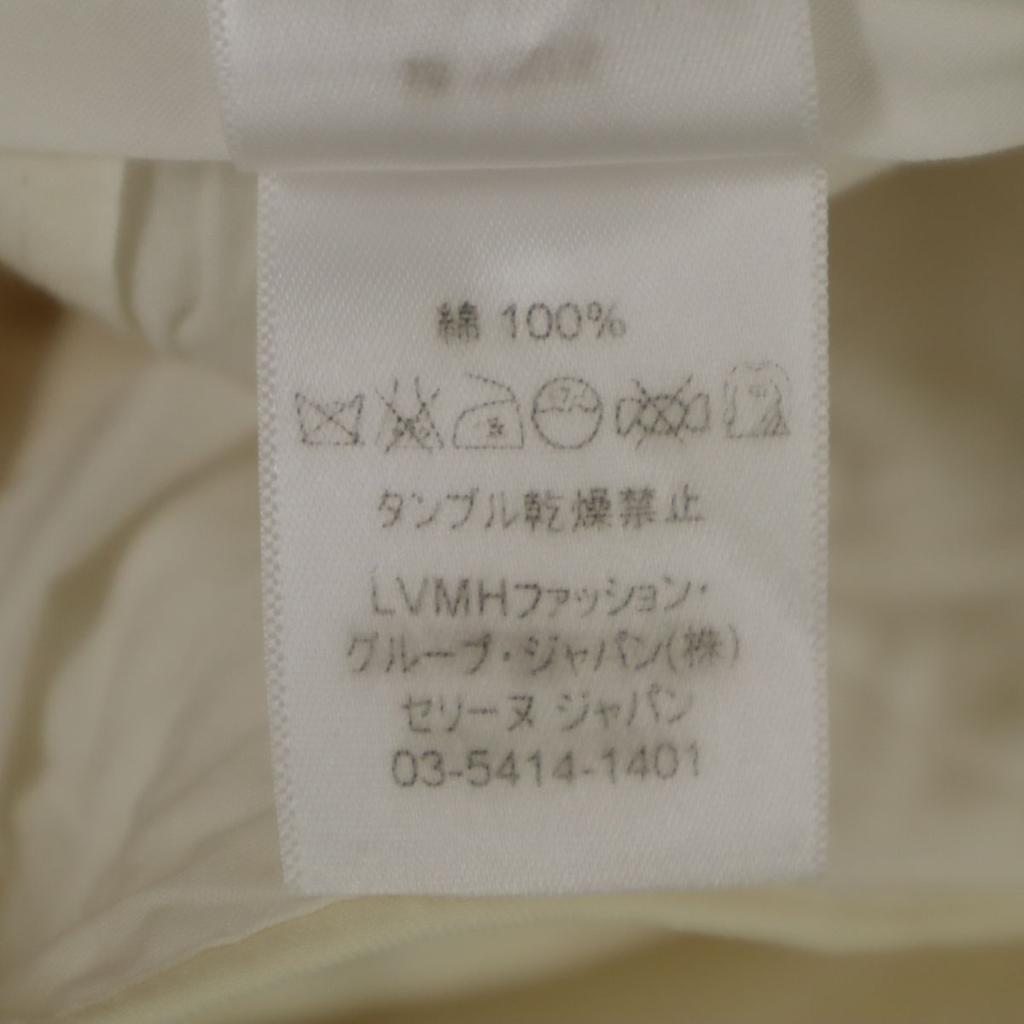 綿 100%
タンブル乾燥禁止
LVMHファッション・
グループ・ジャパン(株)
セリーヌ ジャパン
03-5414-1401